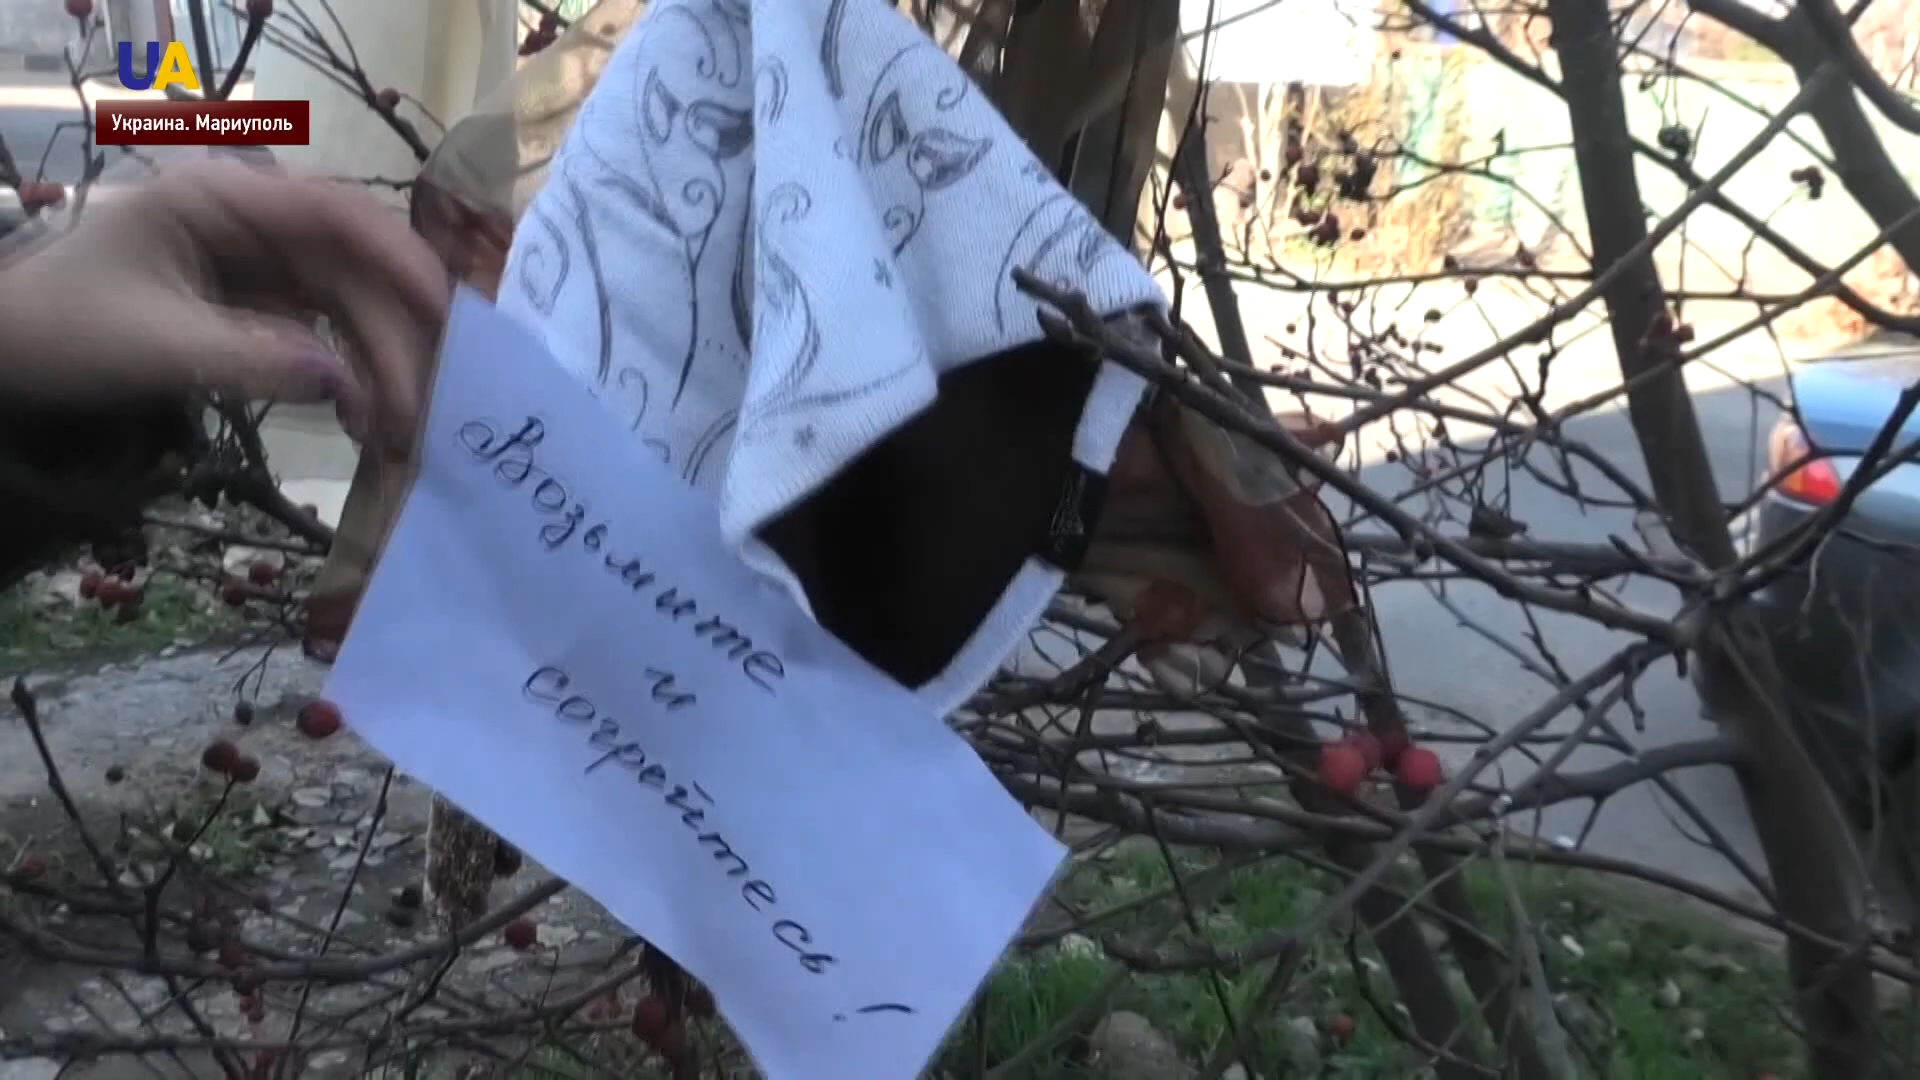 UA
Украина. Мариуполь
Возьмите
и
согрейтесь!